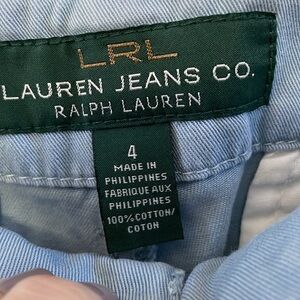 LRL
LAUREN JEANS CO.
RALPH LAUREN
4
MADE IN
PHILIPPINES
FABRIQUE AUX
PHILIPPINES
100%COTTON/
COTON